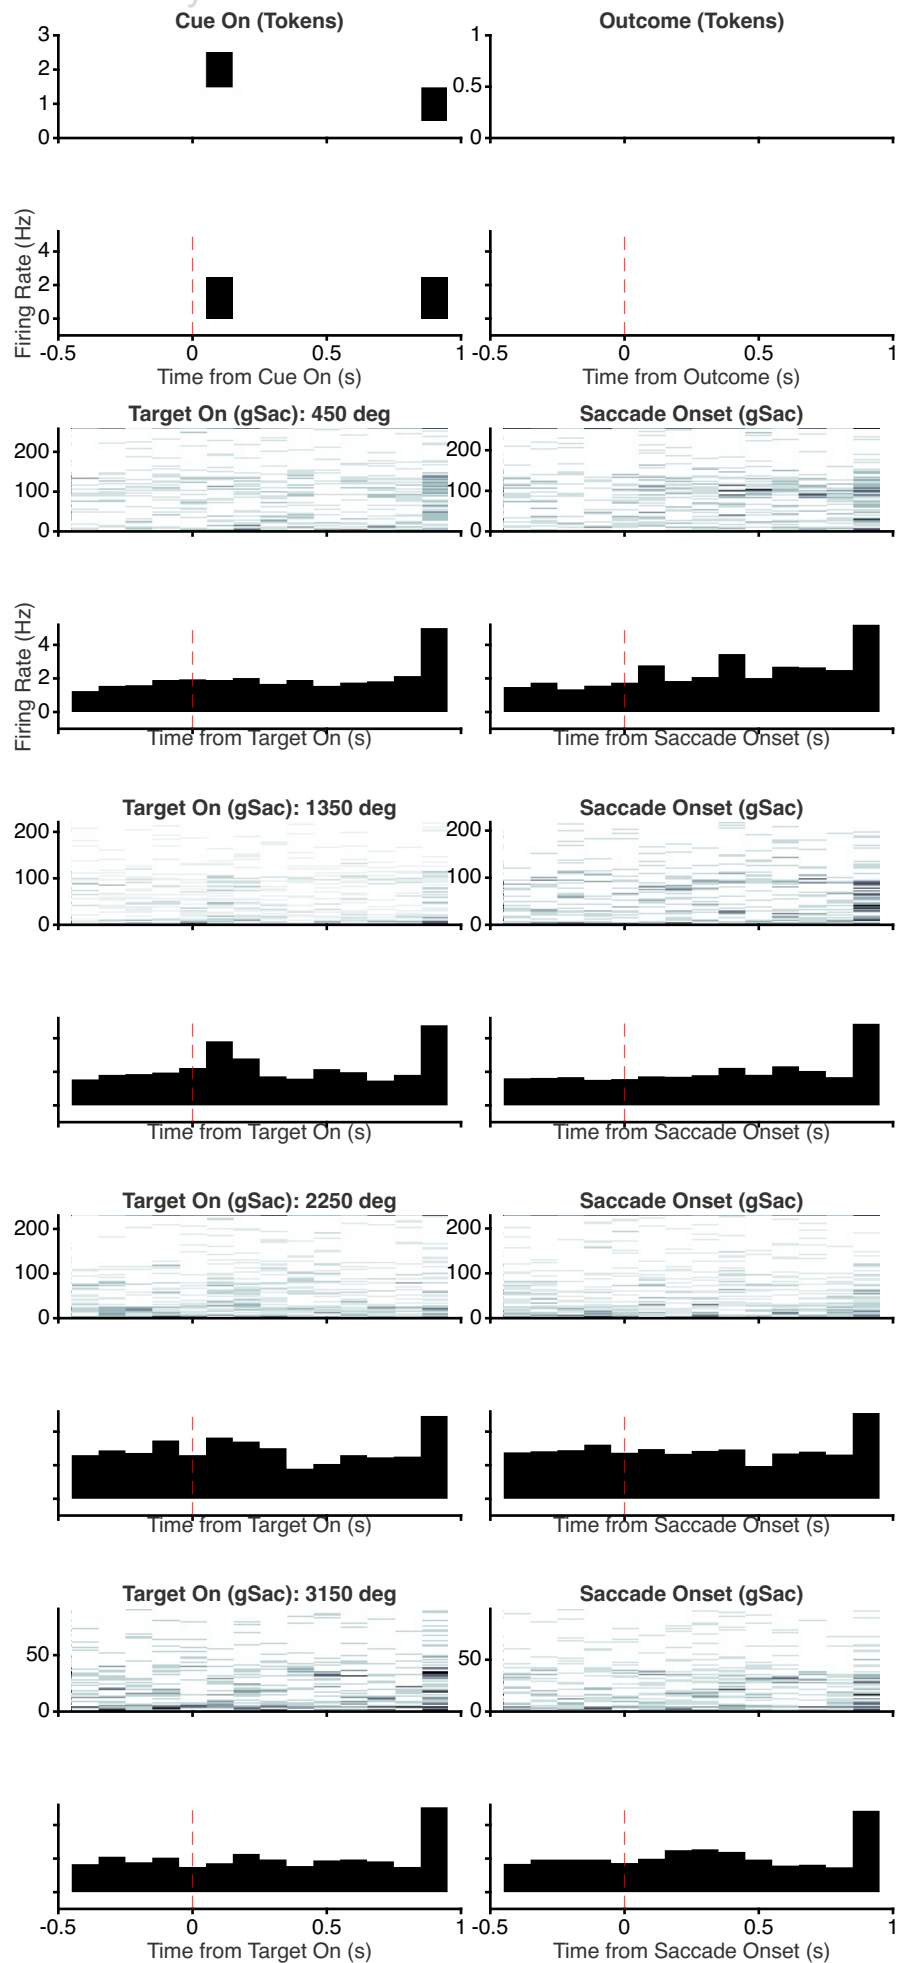 Cue On (Tokens)
Outcome (Tokens)
3
2
1
0
1
0.5
0
-0.5
0
0.5
1
-0.5
0
0.5
1
Firing Rate (Hz)
4
2
0
Time from Cue On (s)
Time from Outcome (s)
Target On (gSac): 450 deg
Saccade Onset (gSac)
200
100
0
200
100
0
Firing Rate (Hz)
4
2
0
Time from Target On (s)
Time from Saccade Onset (s)
Target On (gSac): 1350 deg
Saccade Onset (gSac)
200
100
0
200
100
0
Time from Target On (s)
Time from Saccade Onset (s)
Target On (gSac): 2250 deg
Saccade Onset (gSac)
200
100
0
200
100
0
Time from Target On (s)
Time from Saccade Onset (s)
Target On (gSac): 3150 deg
Saccade Onset (gSac)
50
0
50
0
-0.5
0
0.5
1
-0.5
0
0.5
1
Time from Target On (s)
Time from Saccade Onset (s)